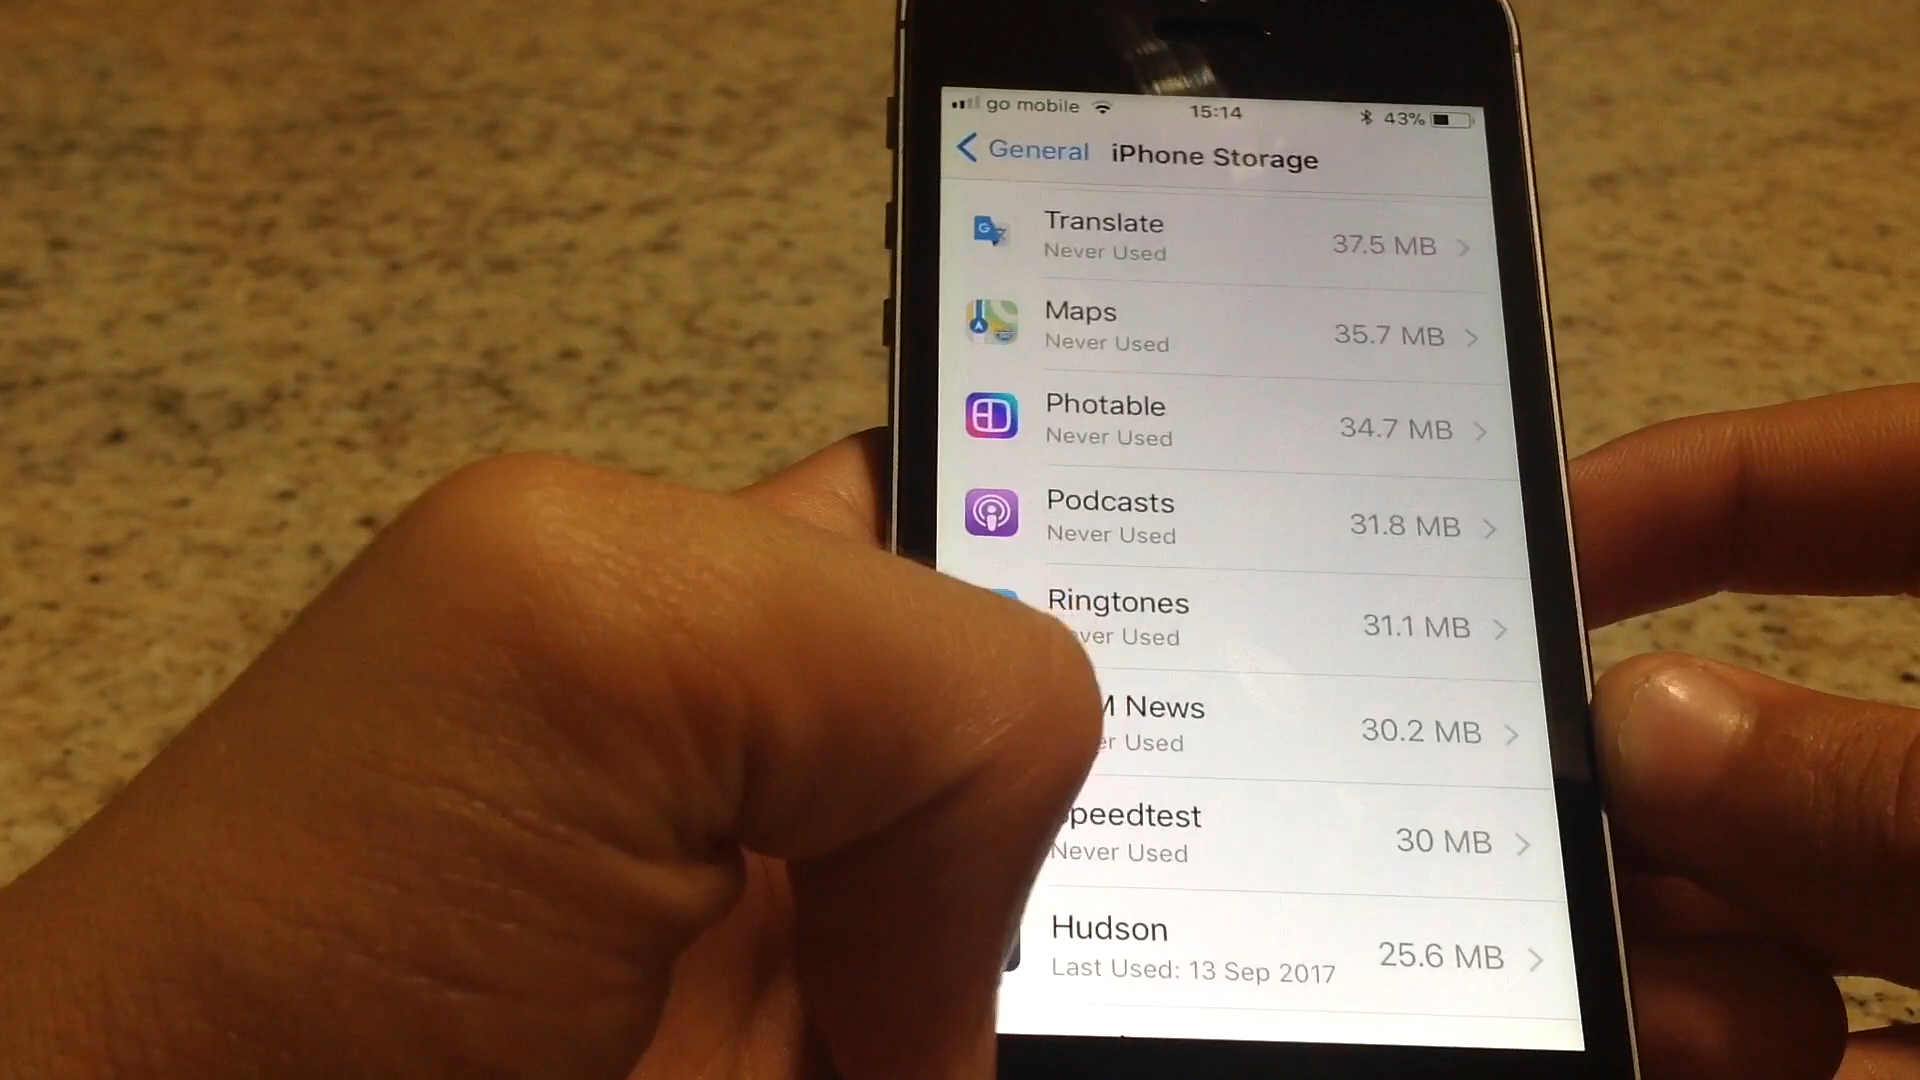 go mobile 15:14 43%
General iPhone Storage
Translate
Never Used
37.5 MB
Maps
Never Used
35.7 MB
Photable
Never Used
34.7 MB
Podcasts
Never Used
31.8 MB
Ringtones
Used
31.1 MB
News
Used
30.2 MB
peedtest
Never Used
30 MB
Hudson
Last Used: 13 Sep 2017
25.6 MB